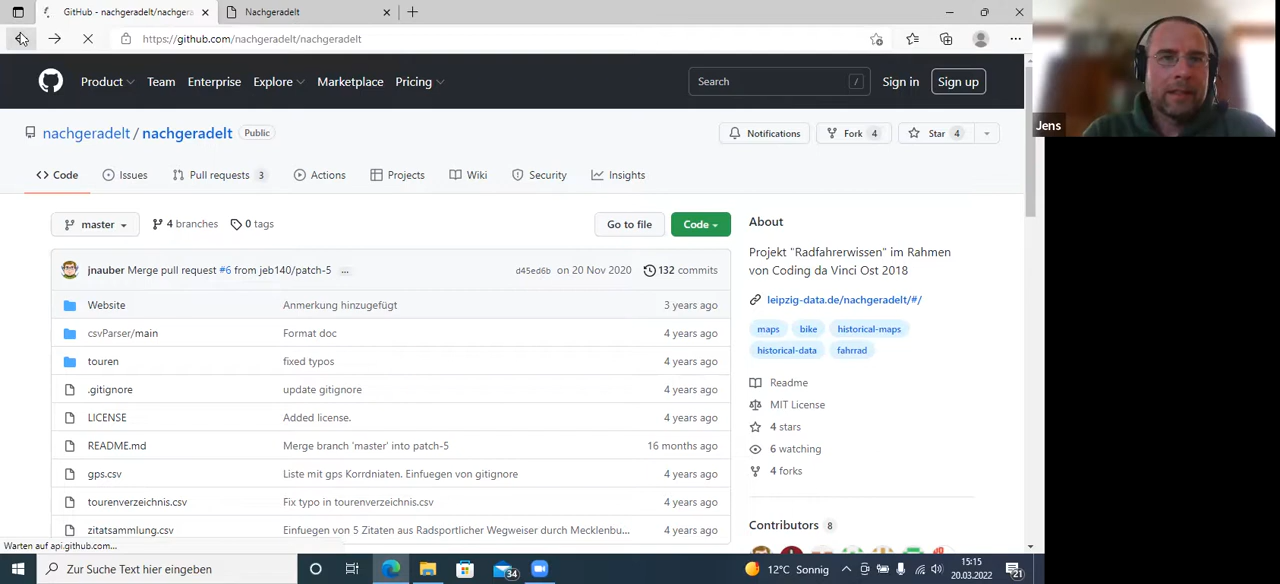 GitHub - nachgeradelt/nachgera
Nachgeradelt
https://github.com/nachgeradelt/nachgeradelt
Product Team Enterprise Explore Marketplace Pricing
Search /
Sign in Sign up
Jens
nachgeradelt / nachgeradelt Public
Notifications Fork 4 Star 4
Code Issues Pull requests 3 Actions Projects Wiki Security Insights
master 4 branches 0 tags Go to file Code
jnauber Merge pull request #6 from jeb140/patch-5 ... d45ed6b on 20 Nov 2020 132 commits
Website Anmerkung hinzugefügt 3 years ago
csvParser/main Format doc 4 years ago
touren fixed typos 4 years ago
.gitignore update gitignore 4 years ago
LICENSE Added license. 4 years ago
README.md Merge branch 'master' into patch-5 16 months ago
gps.csv Liste mit gps Korrdniaten. Einfuegen von gitignore 4 years ago
tourenverzeichnis.csv Fix typo in tourenverzeichnis.csv 4 years ago
zitatsammlung.csv Einfuegen von 5 Zitaten aus Radsportlicher Wegweiser durch Mecklenbu... 4 years ago
About
Projekt "Radfahrerwissen" im Rahmen
von Coding da Vinci Ost 2018
leipzig-data.de/nachgeradelt/#/
maps bike historical-maps
historical-data fahrrad
Readme
MIT License
4 stars
6 watching
4 forks
Contributors 8
Warten auf api.github.com...
Zur Suche Text hier eingeben
34
12°C Sonnig
15:15
20.03.2022
21